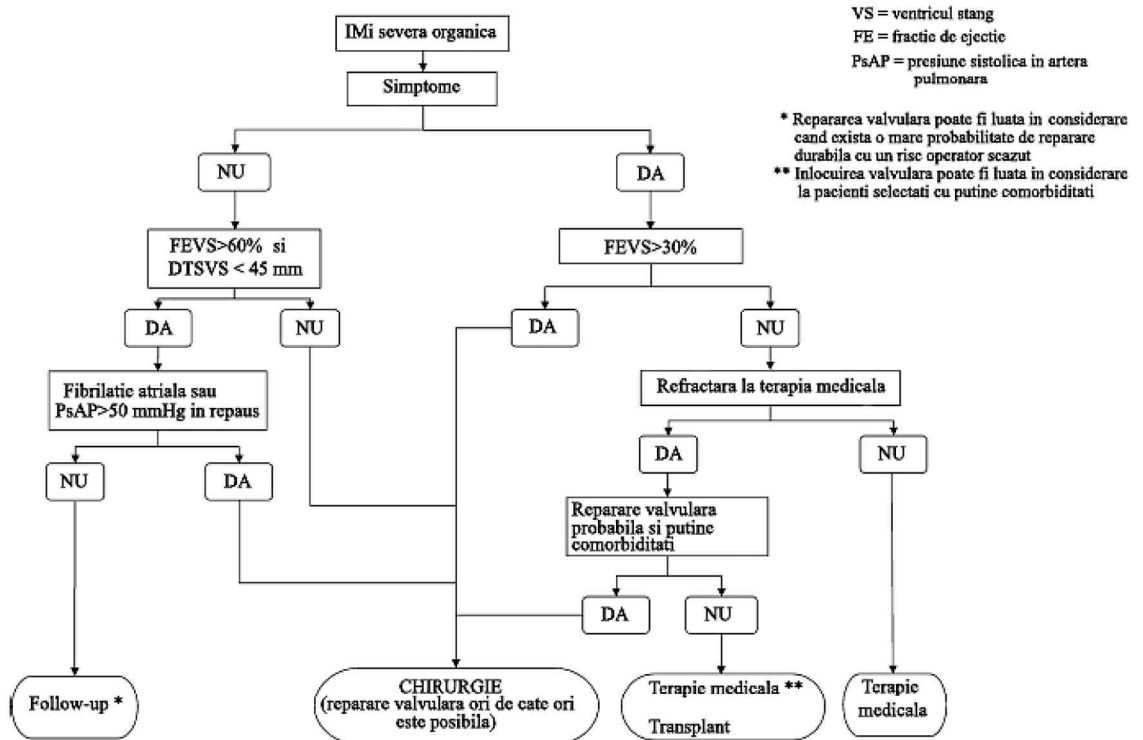 IMi severa organica
Simptome
VS = ventricul stang
FE = fractie de ejectie
PsAP = presiune sistolica in artera
pulmonara
* Repararea valvulara poate fi luata in considerare
cand exista o mare probabilitate de reparare
durabila cu un risc operator scazut
** Inlocuirea valvulara poate fi luata in considerare
la pacienti selectati cu putine comorbiditati
NU
DA
FEVS>60% si
DTSVS < 45 mm
FEVS>30%
DA
NU
DA
NU
Fibrilatie atriala sau
PsAP>50 mmHg in repaus
Refractara la terapia medicala
NU
DA
DA
NU
Reparare valvulara
probabila si putine
comorbiditati
DA
NU
Follow-up *
CHIRURGIE
(reparare valvulara ori de cate ori
este posibila)
Terapie medicala **
Transplant
Terapie
medicala